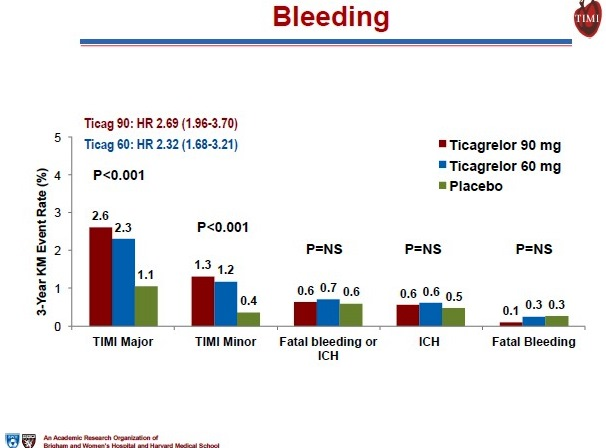 Bleeding
TIMI
Ticag 90: HR 2.69 (1.96-3.70)
Ticag 60: HR 2.32 (1.68-3.21)
3-Year KM Event Rate (%)
5
4
3
2
1
0
Ticagrelor 90 mg
Ticagrelor 60 mg
Placebo
P<0.001
P<0.001
P=NS
P=NS
P=NS
2.6 2.3 1.1
1.3 1.2 0.4
0.6 0.7 0.6
0.6 0.6 0.5
0.1 0.3 0.3
TIMI Major
TIMI Minor
Fatal bleeding or
ICH
ICH
Fatal Bleeding
An Academic Research Organization of
Brigham and Women's Hospital and Harvard Medical School